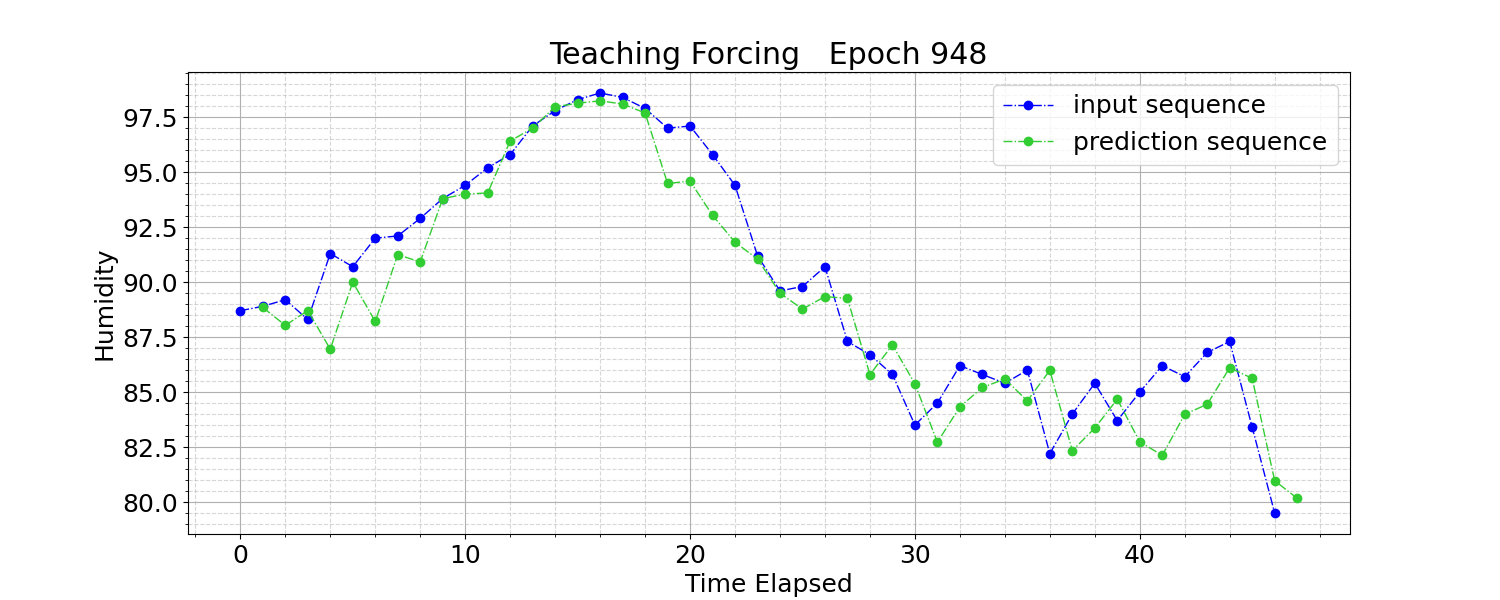 Teaching Forcing   Epoch 948
input sequence
prediction sequence
Humidity
97.5
95.0
92.5
90.0
87.5
85.0
82.5
80.0
0 10 20 30 40
Time Elapsed